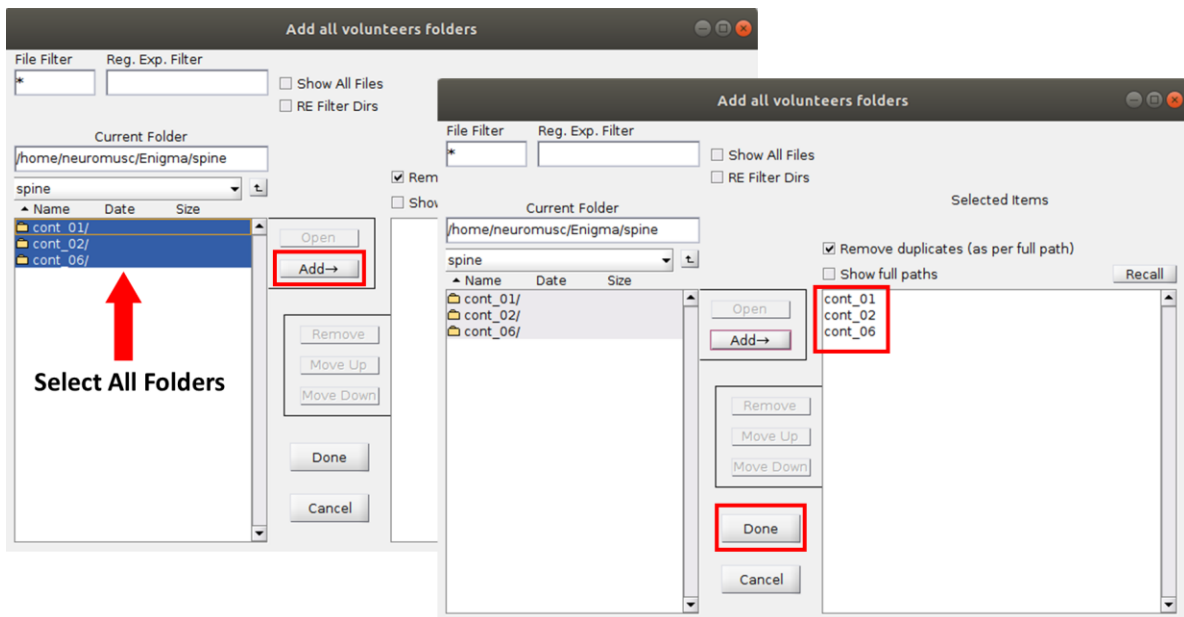 Add all volunteers folders
File Filter Reg. Exp. Filter
*
Show All Files
RE Filter Dirs
Current Folder
/home/neuromusc/Enigma/spine
spine
Rem
Show
Name Date Size
cont_01/
cont_02/
cont_06/
Open
Add→
Remove
Move Up
Move Down
Select All Folders
Done
Cancel
Add all volunteers folders
File Filter Reg. Exp. Filter
*
Show All Files
RE Filter Dirs
Selected Items
Current Folder
/home/neuromusc/Enigma/spine
Remove duplicates (as per full path)
spine
Show full paths Recall
Name Date Size
cont_01/
cont_02/
cont_06/
Open
Add→
cont_01
cont_02
cont_06
Remove
Move Up
Move Down
Done
Cancel